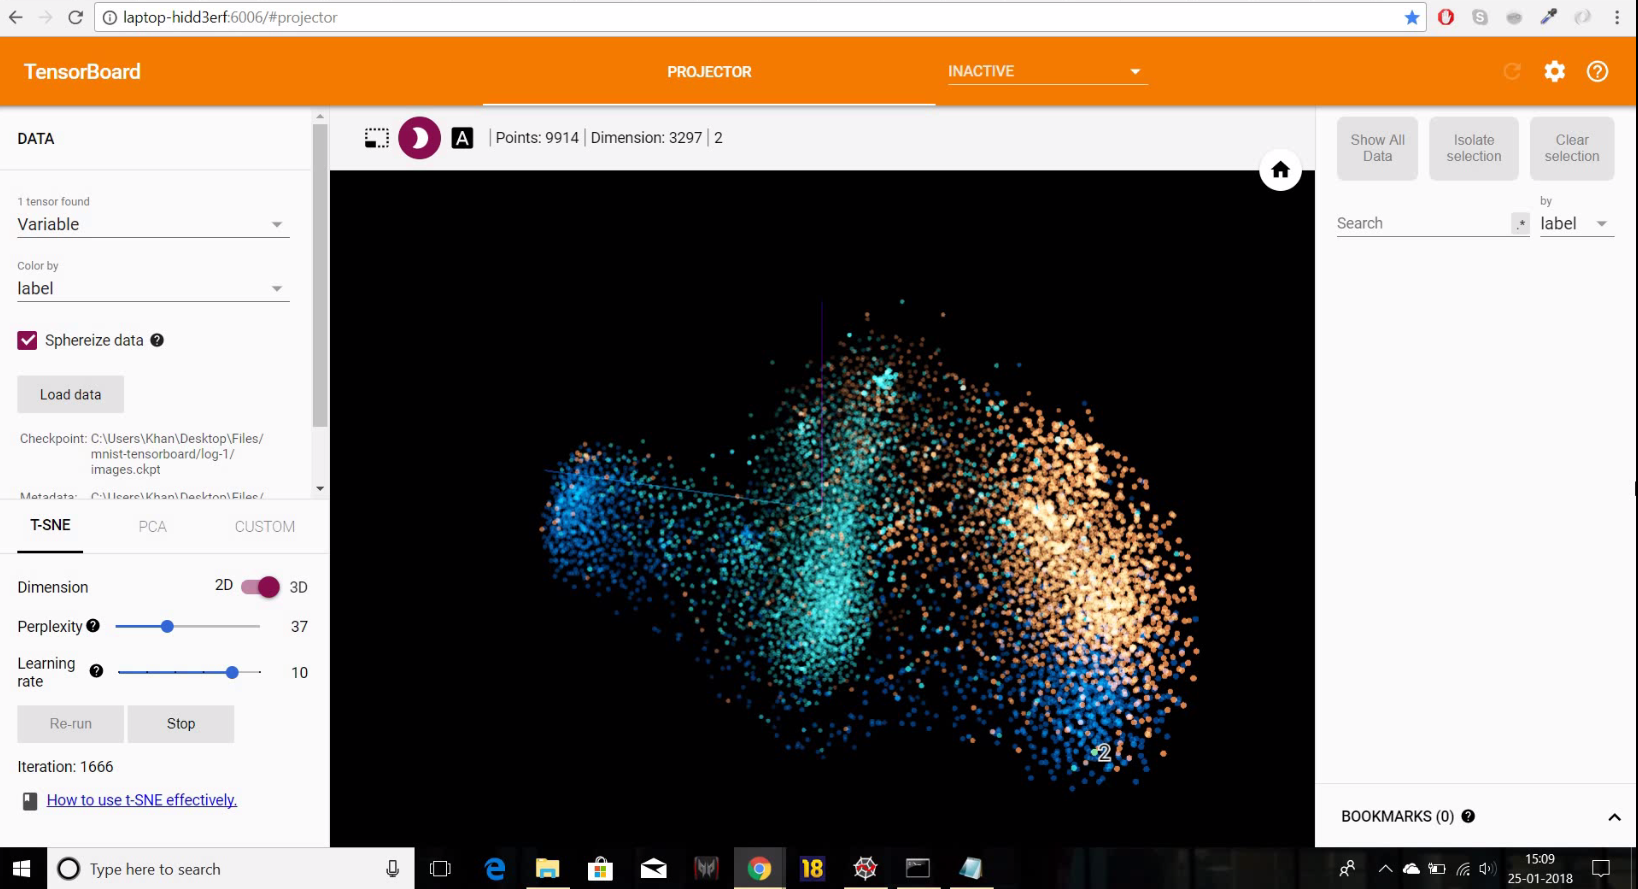 laptop-hidd3erf:6006/#projector
TensorBoard
PROJECTOR
INACTIVE
DATA
A
Points: 9914 | Dimension: 3297 | 2
Show All Data
Isolate selection
Clear selection
1 tensor found
Variable
by
Search
.*
label
Color by
label
Sphereize data
Load data
Checkpoint: C:\Users\Khan\Desktop\Files/
mnist-tensorboard/log-1/
images.ckpt
Metadata: C:\Users\Khan\Desktop\Files/
T-SNE
PCA
CUSTOM
Dimension
2D
3D
Perplexity
37
Learning
rate
10
Re-run
Stop
Iteration: 1666
How to use t-SNE effectively.
2
BOOKMARKS (0)
Type here to search
18
15:09
25-01-2018